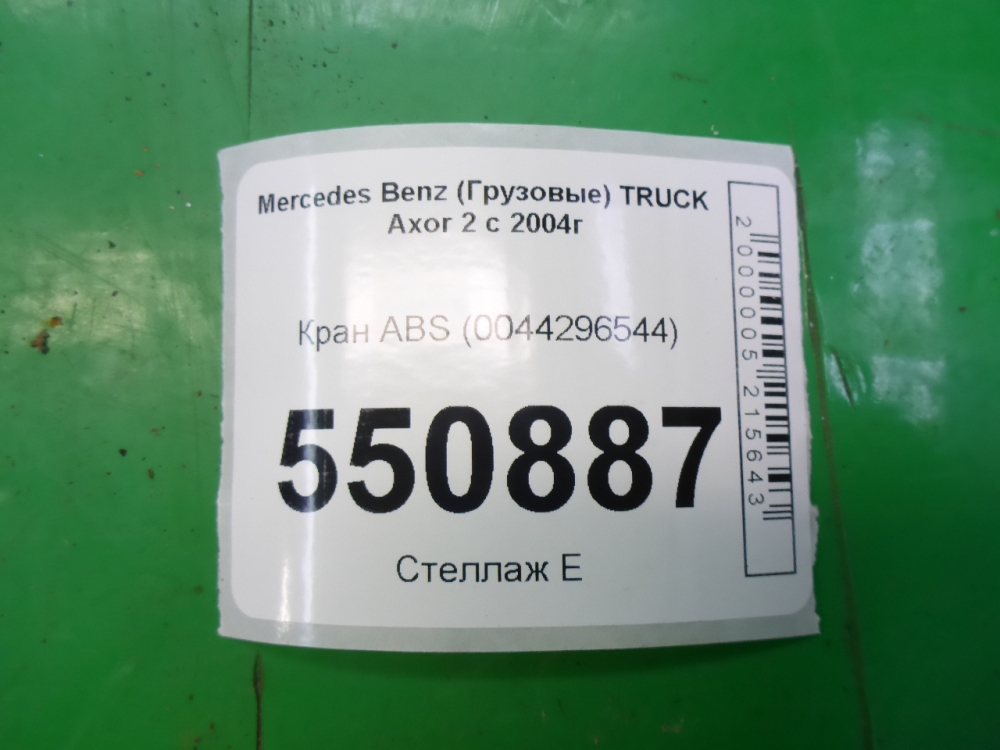 Mercedes Benz (Грузовые) TRUCK
Axor 2 с 2004г
Кран ABS (0044296544)
550887
Стеллаж E
2000005215643